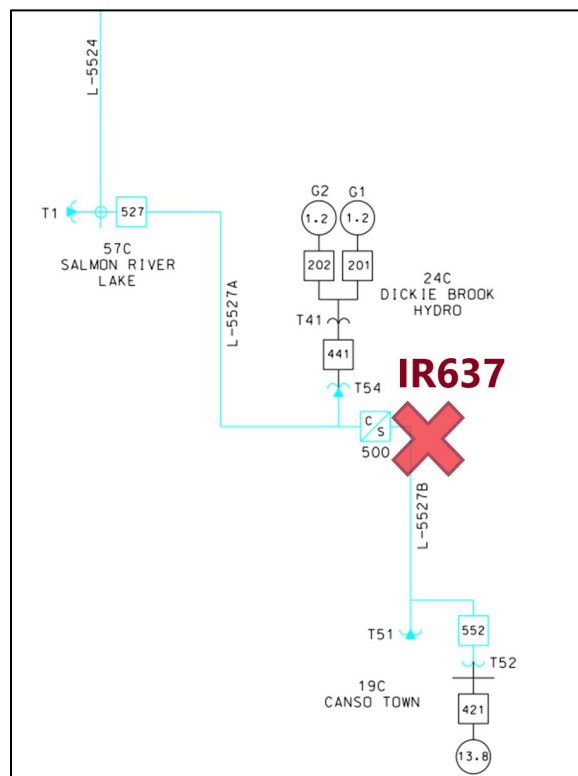 L-5524
T1
527
57C
SALMON RIVER
LAKE
L-5527A
G2
G1
1.2
1.2
202
201
24C
DICKIE BROOK
HYDRO
T41
441
T54
IR637
C
S
500
L-5527B
T51
552
T52
19C
CANSO TOWN
421
13.8